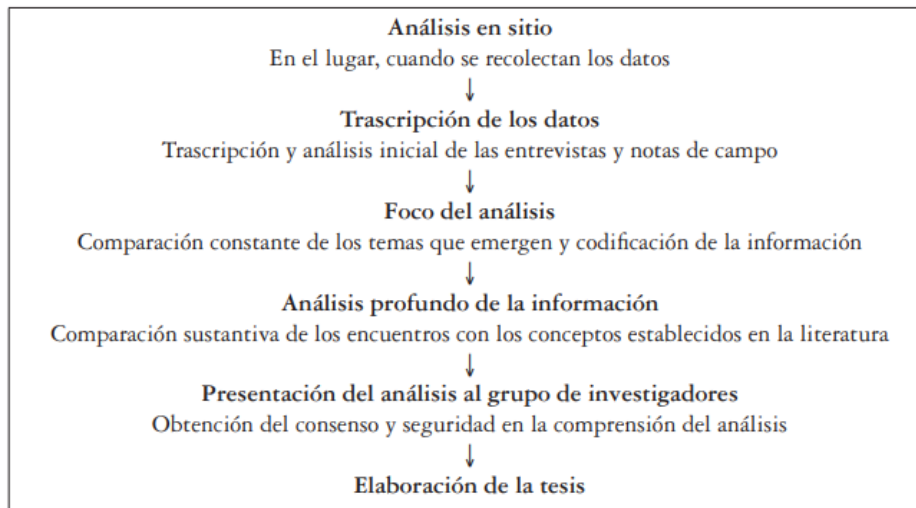 Análisis en sitio
En el lugar, cuando se recolectan los datos
↓
Trascripción de los datos
Trascripción y análisis inicial de las entrevistas y notas de campo
↓
Foco del análisis
Comparación constante de los temas que emergen y codificación de la información
↓
Análisis profundo de la información
Comparación sustantiva de los encuentros con los conceptos establecidos en la literatura
↓
Presentación del análisis al grupo de investigadores
Obtención del consenso y seguridad en la comprensión del análisis
↓
Elaboración de la tesis